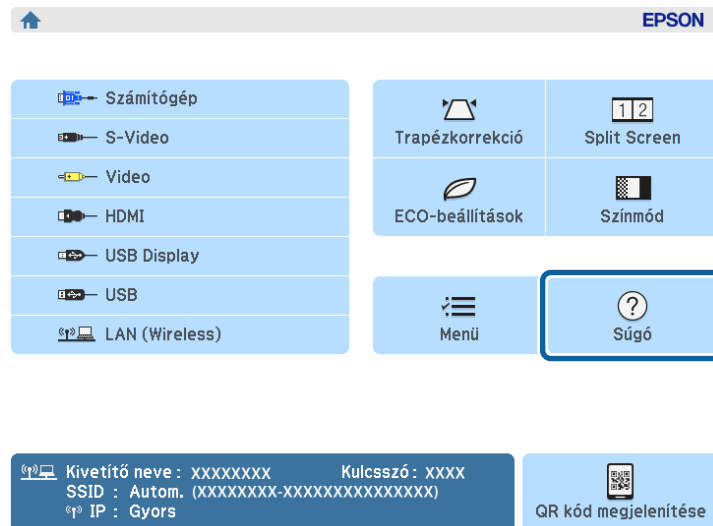 EPSON
Számítógép
S-Video
Video
HDMI
USB Display
USB
LAN (Wireless)
Trapézkorrekció
1 2
Split Screen
ECO-beállítások
Színmód
Menü
?
Súgó
Kivetítő neve : XXXXXXXX Kulcsszó : XXXX
SSID : Autom. (XXXXXXXX-XXXXXXXXXXXXXXX)
IP : Gyors
QR kód megjelenítése